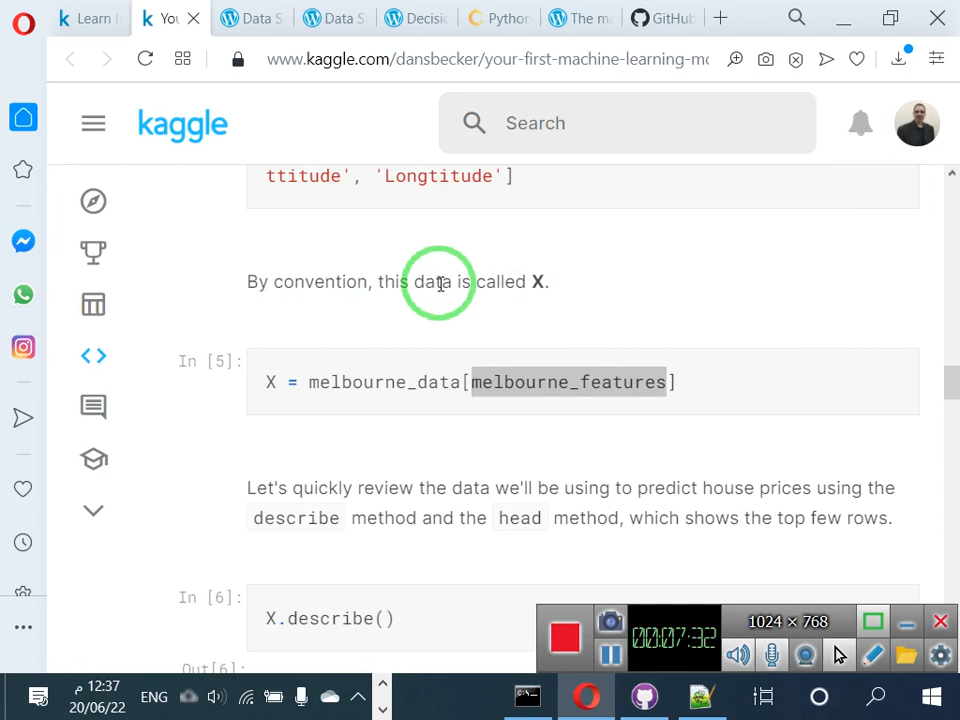 Learn I
You
Data S
Data S
Decisio
Python
The ma
GitHub
www.kaggle.com/dansbecker/your-first-machine-learning-mo
kaggle
Search
ttitude', 'Longtitude']
By convention, this data is called X.
In [5]:
X = melbourne_data[melbourne_features]
Let's quickly review the data we'll be using to predict house prices using the
describe method and the head method, which shows the top few rows.
In [6]:
X.describe()
Out[6]:
1024 × 768
00:07:32
12:37 م
ENG
20/06/22